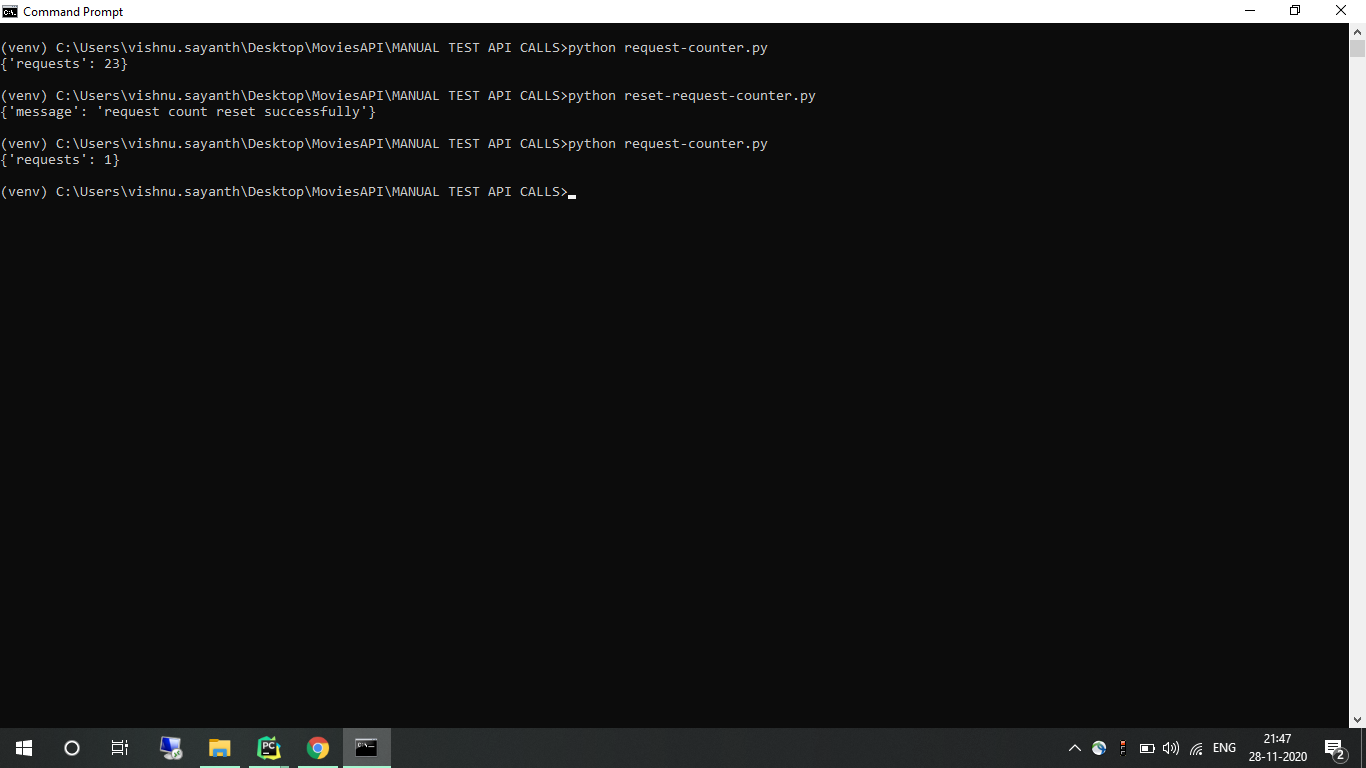 Command Prompt
(venv) C:\Users\vishnu.sayanth\Desktop\MoviesAPI\MANUAL TEST API CALLS>python request-counter.py
{'requests': 23}
(venv) C:\Users\vishnu.sayanth\Desktop\MoviesAPI\MANUAL TEST API CALLS>python reset-request-counter.py
{'message': 'request count reset successfully'}
(venv) C:\Users\vishnu.sayanth\Desktop\MoviesAPI\MANUAL TEST API CALLS>python request-counter.py
{'requests': 1}
(venv) C:\Users\vishnu.sayanth\Desktop\MoviesAPI\MANUAL TEST API CALLS>
PC
C:\.
ENG
21:47
28-11-2020
2